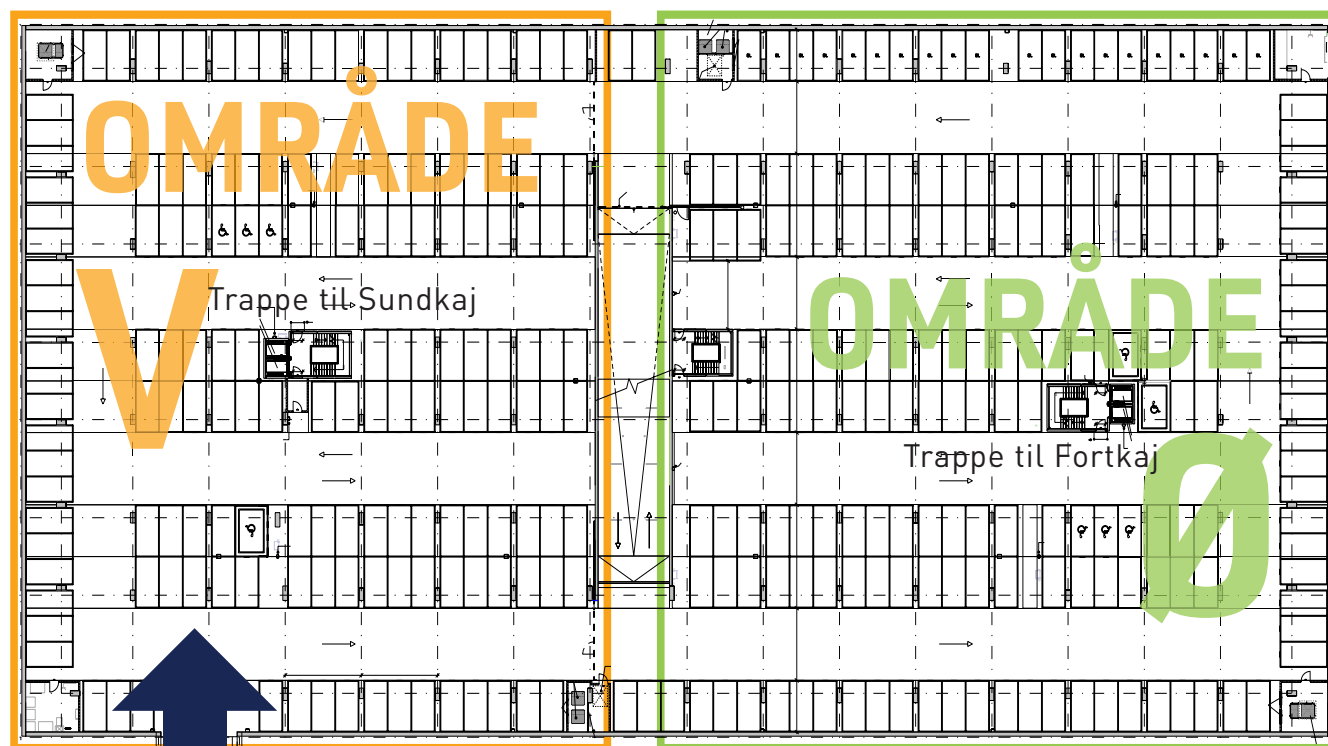 OMRÅDE
V
Trappe til Sundkaj
OMRÅDE
Trappe til Fortkaj
Ø